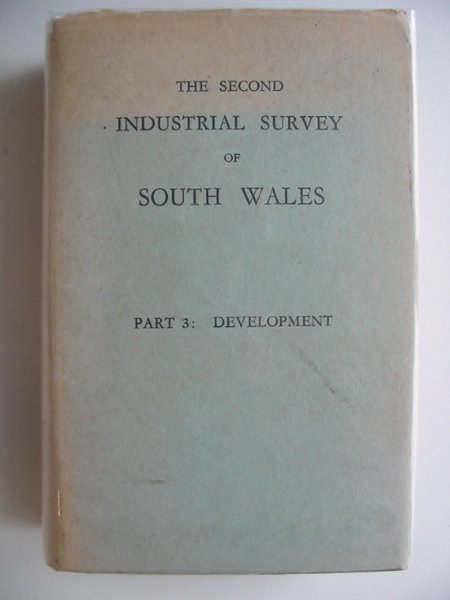 THE SECOND
INDUSTRIAL SURVEY
OF
SOUTH WALES
PART 3: DEVELOPMENT